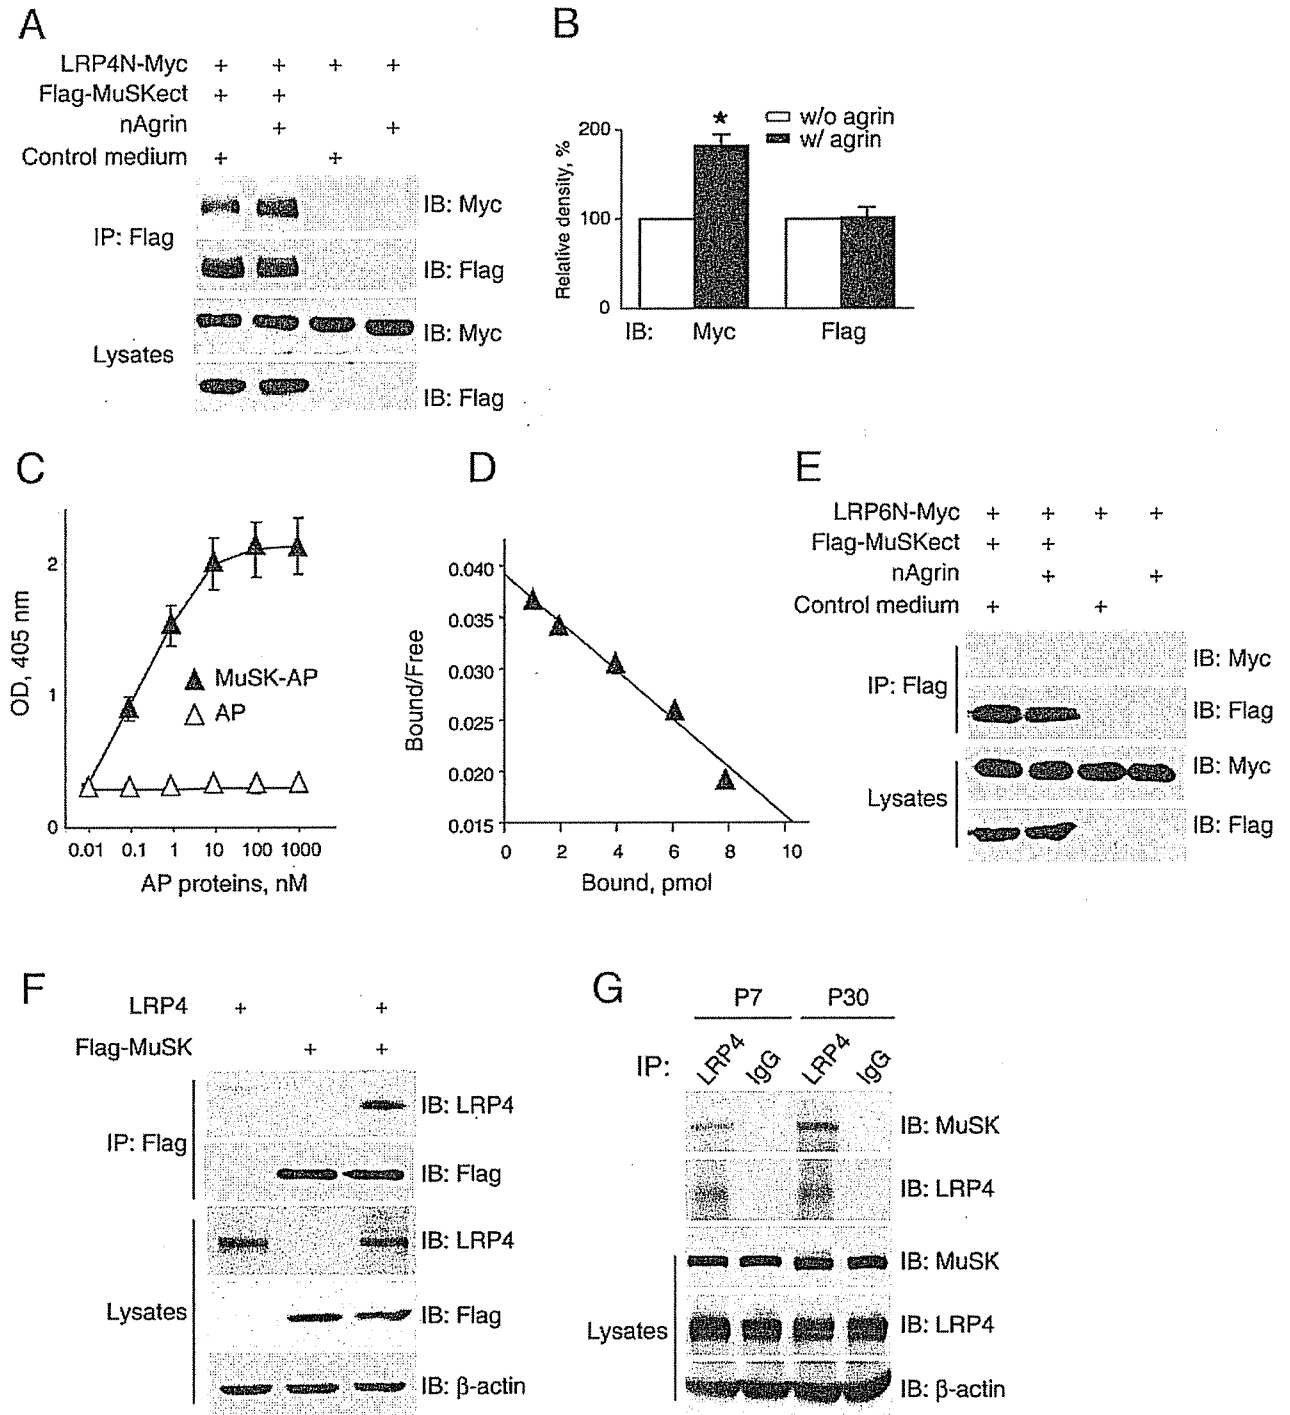 A
LRP4N-Myc + + + +
Flag-MuSKect + +
nAgrin + +
Control medium + +
IP: Flag
IB: Myc
IB: Flag
Lysates
IB: Myc
IB: Flag
B
w/o agrin
w/ agrin
Relative density, %
200
100
0
*
IB: Myc Flag
C
OD, 405 nm
2
1
0
MuSK-AP
AP
0.01 0.1 1 10 100 1000
AP proteins, nM
D
Bound/Free
0.040
0.035
0.030
0.025
0.020
0.015
0 2 4 6 8 10
Bound, pmol
E
LRP6N-Myc + + + +
Flag-MuSKect + +
nAgrin + +
Control medium + +
IP: Flag
IB: Myc
IB: Flag
Lysates
IB: Myc
IB: Flag
F
LRP4 + +
Flag-MuSK + +
IP: Flag
IB: LRP4
IB: Flag
Lysates
IB: LRP4
IB: Flag
IB: β-actin
G
P7 P30
IP: LRP4 IgG LRP4 IgG
IB: MuSK
IB: LRP4
Lysates
IB: MuSK
IB: LRP4
IB: β-actin